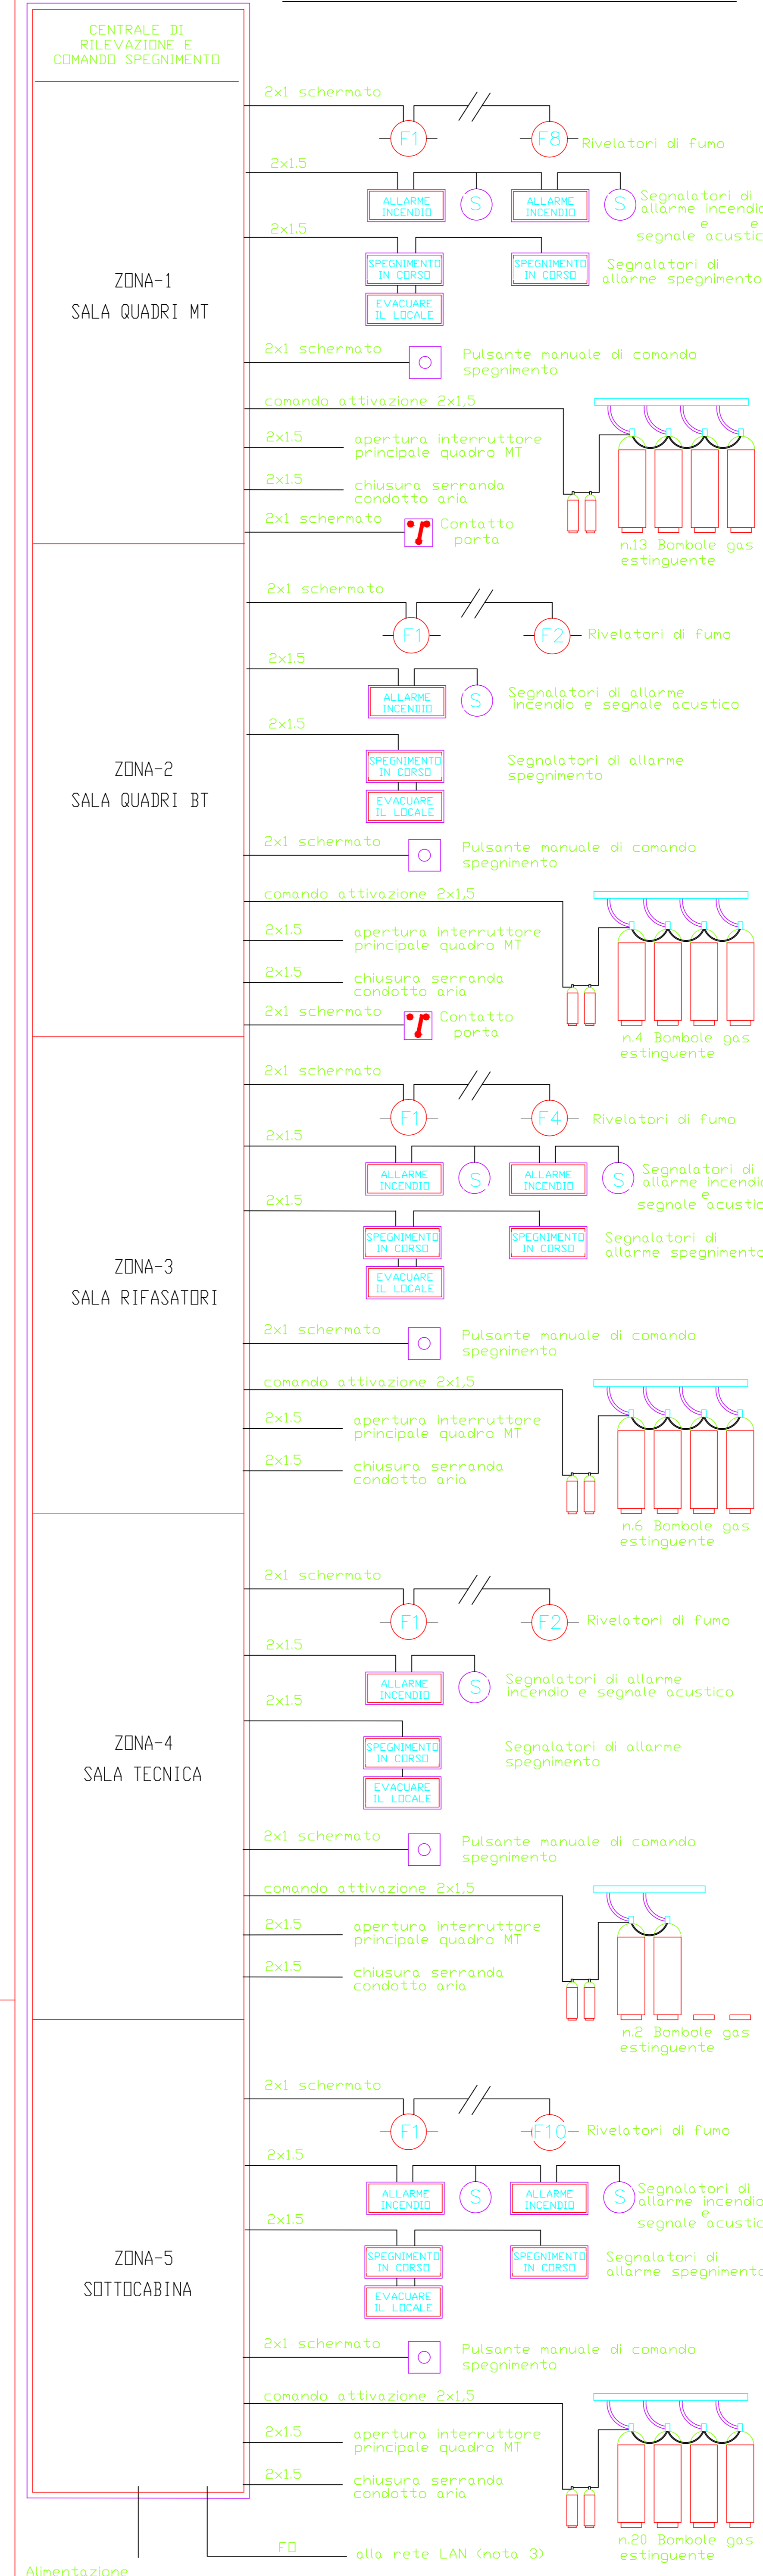 CENTRALE DI
RILEVAZIONE E
COMANDO SPEGNIMENTO
ZONA-1
SALA QUADRI MT
2x1 schermato
F1
F8
Rivelatori di fumo
2x1.5
ALLARME
INCENDIO
S
ALLARME
INCENDIO
S
Segnalatori di
allarme incendio
e e
segnale acustico
2x1.5
SPEGNIMENTO
IN CORSO
SPEGNIMENTO
IN CORSO
Segnalatori di
allarme spegnimento
EVACUARE
IL LOCALE
2x1 schermato
Pulsante manuale di comando
spegnimento
comando attivazione 2x1,5
2x1.5
apertura interruttore
principale quadro MT
2x1.5
chiusura serranda
condotto aria
2x1 schermato
Contatto
porta
n.13 Bombole gas
estinguente
ZONA-2
SALA QUADRI BT
2x1 schermato
F1
F2
Rivelatori di fumo
2x1.5
ALLARME
INCENDIO
S
Segnalatori di allarme
incendio e segnale acustico
2x1.5
SPEGNIMENTO
IN CORSO
Segnalatori di allarme
spegnimento
EVACUARE
IL LOCALE
2x1 schermato
Pulsante manuale di comando
spegnimento
comando attivazione 2x1,5
2x1.5
apertura interruttore
principale quadro MT
2x1.5
chiusura serranda
condotto aria
2x1 schermato
Contatto
porta
n.4 Bombole gas
estinguente
ZONA-3
SALA RIFASATORI
2x1 schermato
F1
F4
Rivelatori di fumo
2x1.5
ALLARME
INCENDIO
S
ALLARME
INCENDIO
S
Segnalatori di
allarme incendio
e
segnale acustico
2x1.5
SPEGNIMENTO
IN CORSO
SPEGNIMENTO
IN CORSO
Segnalatori di
allarme spegnimento
EVACUARE
IL LOCALE
2x1 schermato
Pulsante manuale di comando
spegnimento
comando attivazione 2x1,5
2x1.5
apertura interruttore
principale quadro MT
2x1.5
chiusura serranda
condotto aria
n.6 Bombole gas
estinguente
ZONA-4
SALA TECNICA
2x1 schermato
F1
F2
Rivelatori di fumo
2x1.5
ALLARME
INCENDIO
S
Segnalatori di allarme
incendio e segnale acustico
2x1.5
SPEGNIMENTO
IN CORSO
Segnalatori di allarme
spegnimento
EVACUARE
IL LOCALE
2x1 schermato
Pulsante manuale di comando
spegnimento
comando attivazione 2x1,5
2x1.5
apertura interruttore
principale quadro MT
2x1.5
chiusura serranda
condotto aria
n.2 Bombole gas
estinguente
ZONA-5
SOTTOCABINA
2x1 schermato
F1
F10
Rivelatori di fumo
2x1.5
ALLARME
INCENDIO
S
ALLARME
INCENDIO
S
Segnalatori di
allarme incendio
e
segnale acustico
2x1.5
SPEGNIMENTO
IN CORSO
SPEGNIMENTO
IN CORSO
Segnalatori di
allarme spegnimento
EVACUARE
IL LOCALE
2x1 schermato
Pulsante manuale di comando
spegnimento
comando attivazione 2x1,5
2x1.5
apertura interruttore
principale quadro MT
2x1.5
chiusura serranda
condotto aria
n.20 Bombole gas
estinguente
FO
alla rete LAN (nota 3)
Alimentazione